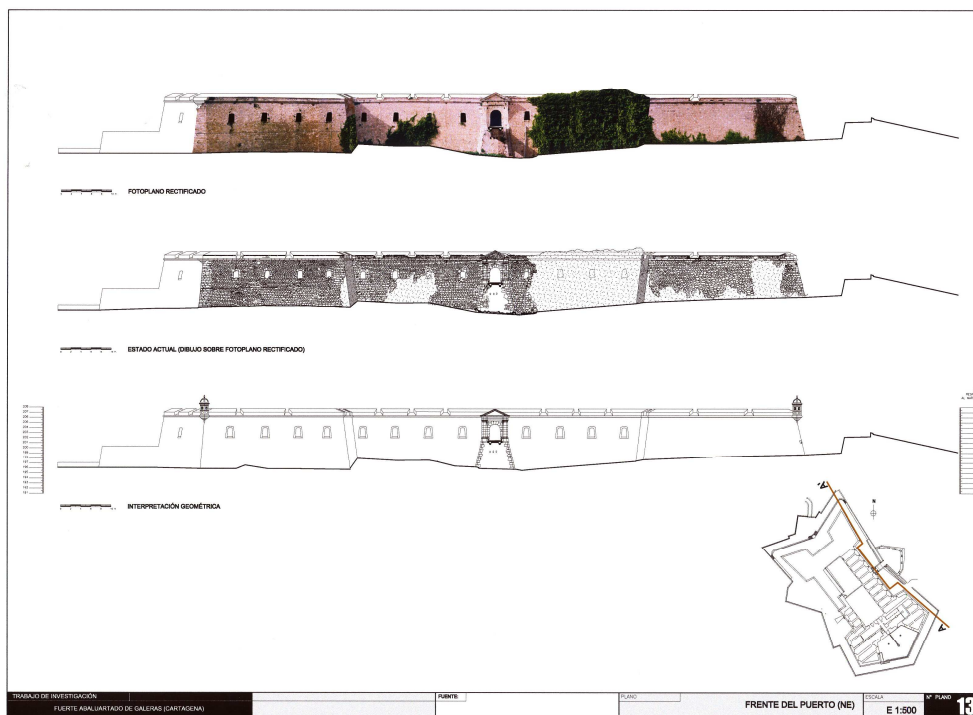 FOTOPLANO RECTIFICADO
ESTADO ACTUAL (DIBUJO SOBRE FOTOPLANO RECTIFICADO)
INTERPRETACIÓN GEOMÉTRICA
N
A'
A
TRABAJO DE INVESTIGACIÓN
FUERTE ABALUARTADO DE GALERAS (CARTAGENA)
FUENTE:
PLANO
FRENTE DEL PUERTO (NE)
ESCALA
E 1:500
Nº PLANO
13